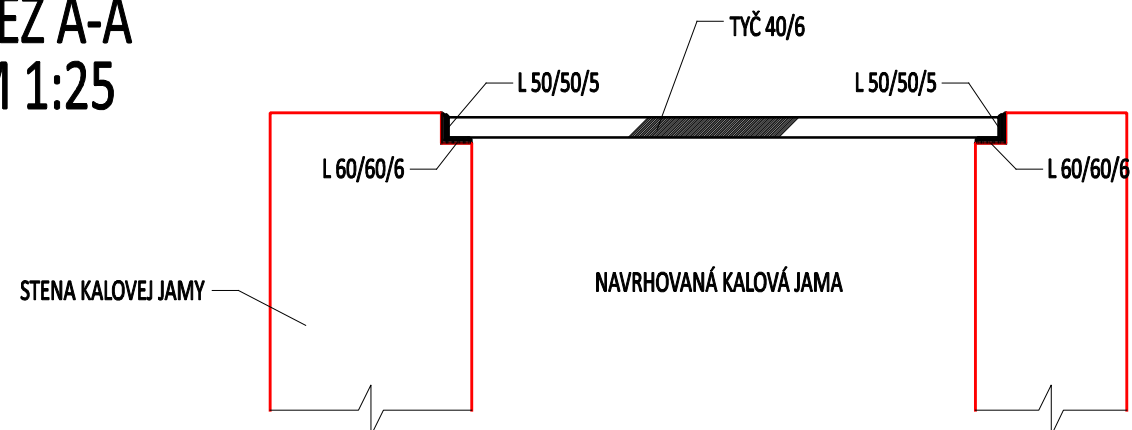 EZ A-A
1:25
TYČ 40/6
L 50/50/5
L 50/50/5
L 60/60/6
L 60/60/6
STENA KALOVEJ JAMY
NAVRHOVANÁ KALOVÁ JAMA